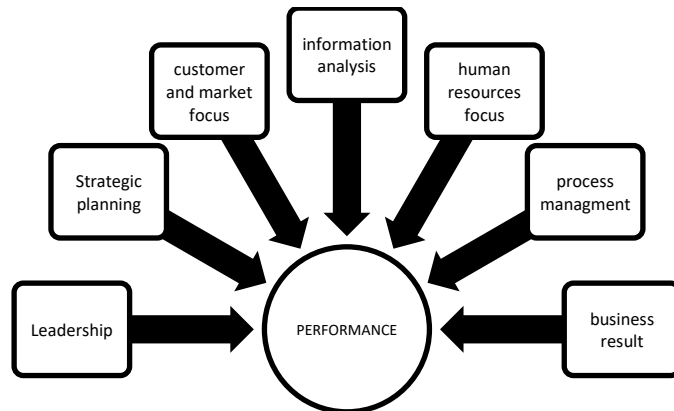 information
analysis
customer
and market
focus
human
resources
focus
Strategic
planning
process
managment
Leadership
PERFORMANCE
business
result